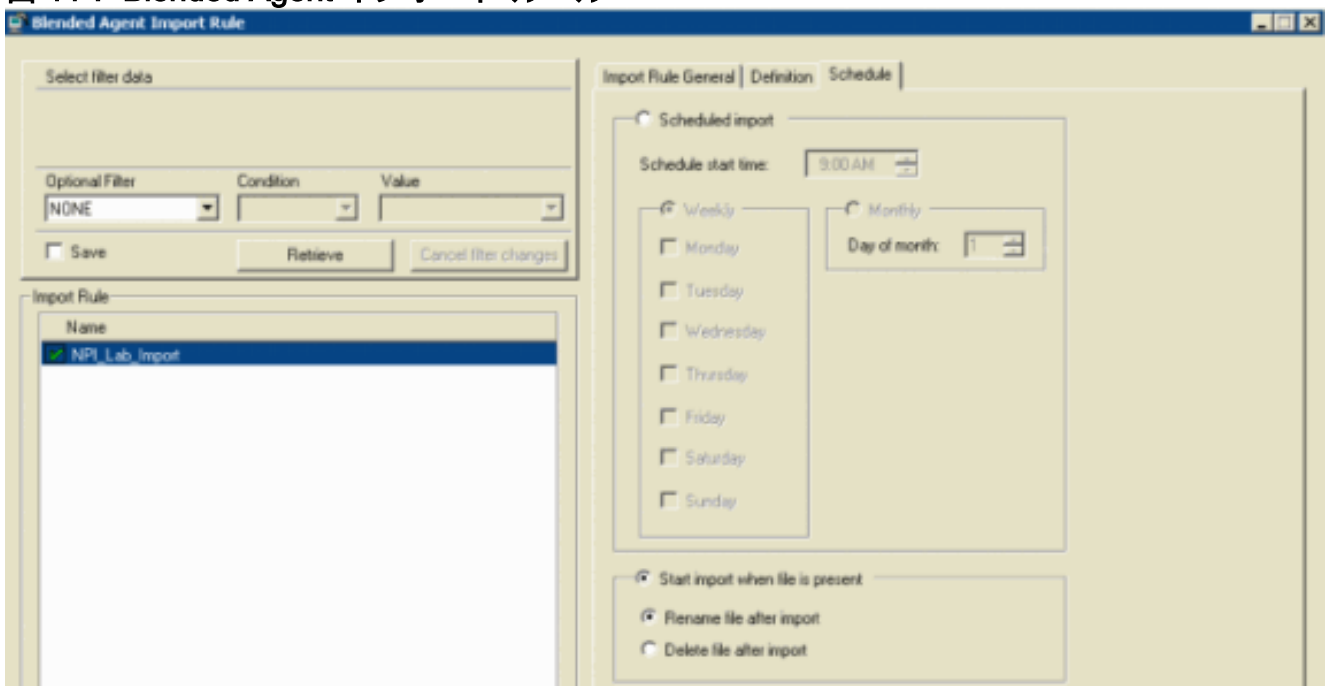 Blended Agent Import Rule
Select filter data
Optional Filter
Condition
Value
NONE
Save
Retrieve
Cancel filter changes
Import Rule
Name
NPI_Lab_Import
Import Rule General
Definition
Schedule
Scheduled import
Schedule start time:
9:00 AM
Weekly
Monday
Tuesday
Wednesday
Thursday
Friday
Saturday
Sunday
Monthly
Day of month:
1
Start import when file is present
Rename file after import
Delete file after import